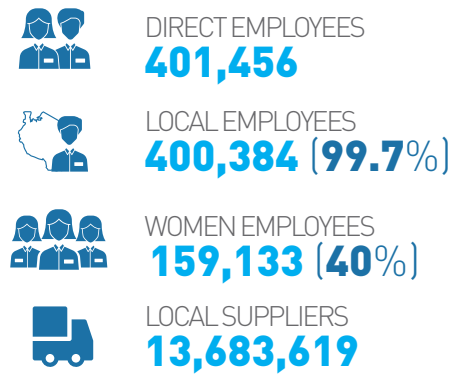 DIRECT EMPLOYEES
401,456
LOCAL EMPLOYEES
400,384 (99.7%)
WOMEN EMPLOYEES
159,133 (40%)
LOCAL SUPPLIERS
13,683,619